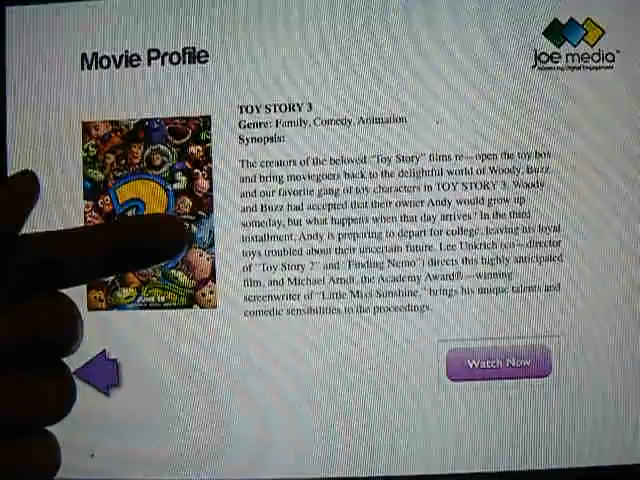 Movie Profile
Joe media
TOY STORY 3
Genre: Family, Comedy, Animation
Synopsis:
The creators of the beloved "Toy Story" films re-open the toy box
and bring moviegoers back to the delightful world of Woody, Buzz
and our favorite gang of toy characters in TOY STORY 3. Woody
and Buzz had accepted that their owner Andy would grow up
someday, but what happens when that day arrives? In the third
installment, Andy is preparing to depart for college, leaving his loyal
toys troubled about their uncertain future. Lee Unkrich (co-director
of "Toy Story 2" and "Finding Nemo") directs this highly anticipated
film, and Michael Arndt, the Academy Award®-winning
screenwriter of "Little Miss Sunshine," brings his unique talents and
comedic sensibilities to the proceedings.
3
JUNE 18
Watch Now